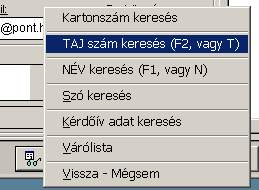 il:
Kartonszám keresés
@pont.h
TAJ szám keresés (F2, vagy T)
NÉV keresés (F1, vagy N)
Szó keresés
Kérdőív adat keresés
Várólista
Vissza - Mégsem